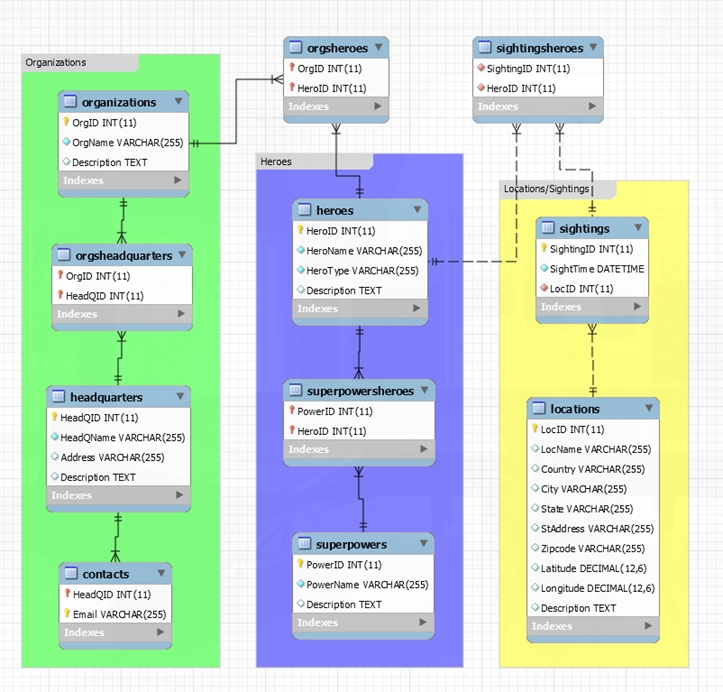 Organizations
organizations
OrgID INT(11)
OrgName VARCHAR(255)
Description TEXT
Indexes
orgsheadquarters
OrgID INT(11)
HeadQID INT(11)
Indexes
headquarters
HeadQID INT(11)
HeadQName VARCHAR(255)
Address VARCHAR(255)
Description TEXT
Indexes
contacts
HeadQID INT(11)
Email VARCHAR(255)
Indexes
orgsheroes
OrgID INT(11)
HeroID INT(11)
Indexes
Heroes
heroes
HeroID INT(11)
HeroName VARCHAR(255)
HeroType VARCHAR(255)
Description TEXT
Indexes
superpowersheroes
PowerID INT(11)
HeroID INT(11)
Indexes
superpowers
PowerID INT(11)
PowerName VARCHAR(255)
Description TEXT
Indexes
sightingsheroes
SightingID INT(11)
HeroID INT(11)
Indexes
Locations/Sightings
sightings
SightingID INT(11)
SightTime DATETIME
LocID INT(11)
Indexes
locations
LocID INT(11)
LocName VARCHAR(255)
Country VARCHAR(255)
City VARCHAR(255)
State VARCHAR(255)
StAddress VARCHAR(255)
Zipcode VARCHAR(255)
Latitude DECIMAL(12,6)
Longitude DECIMAL(12,6)
Description TEXT
Indexes